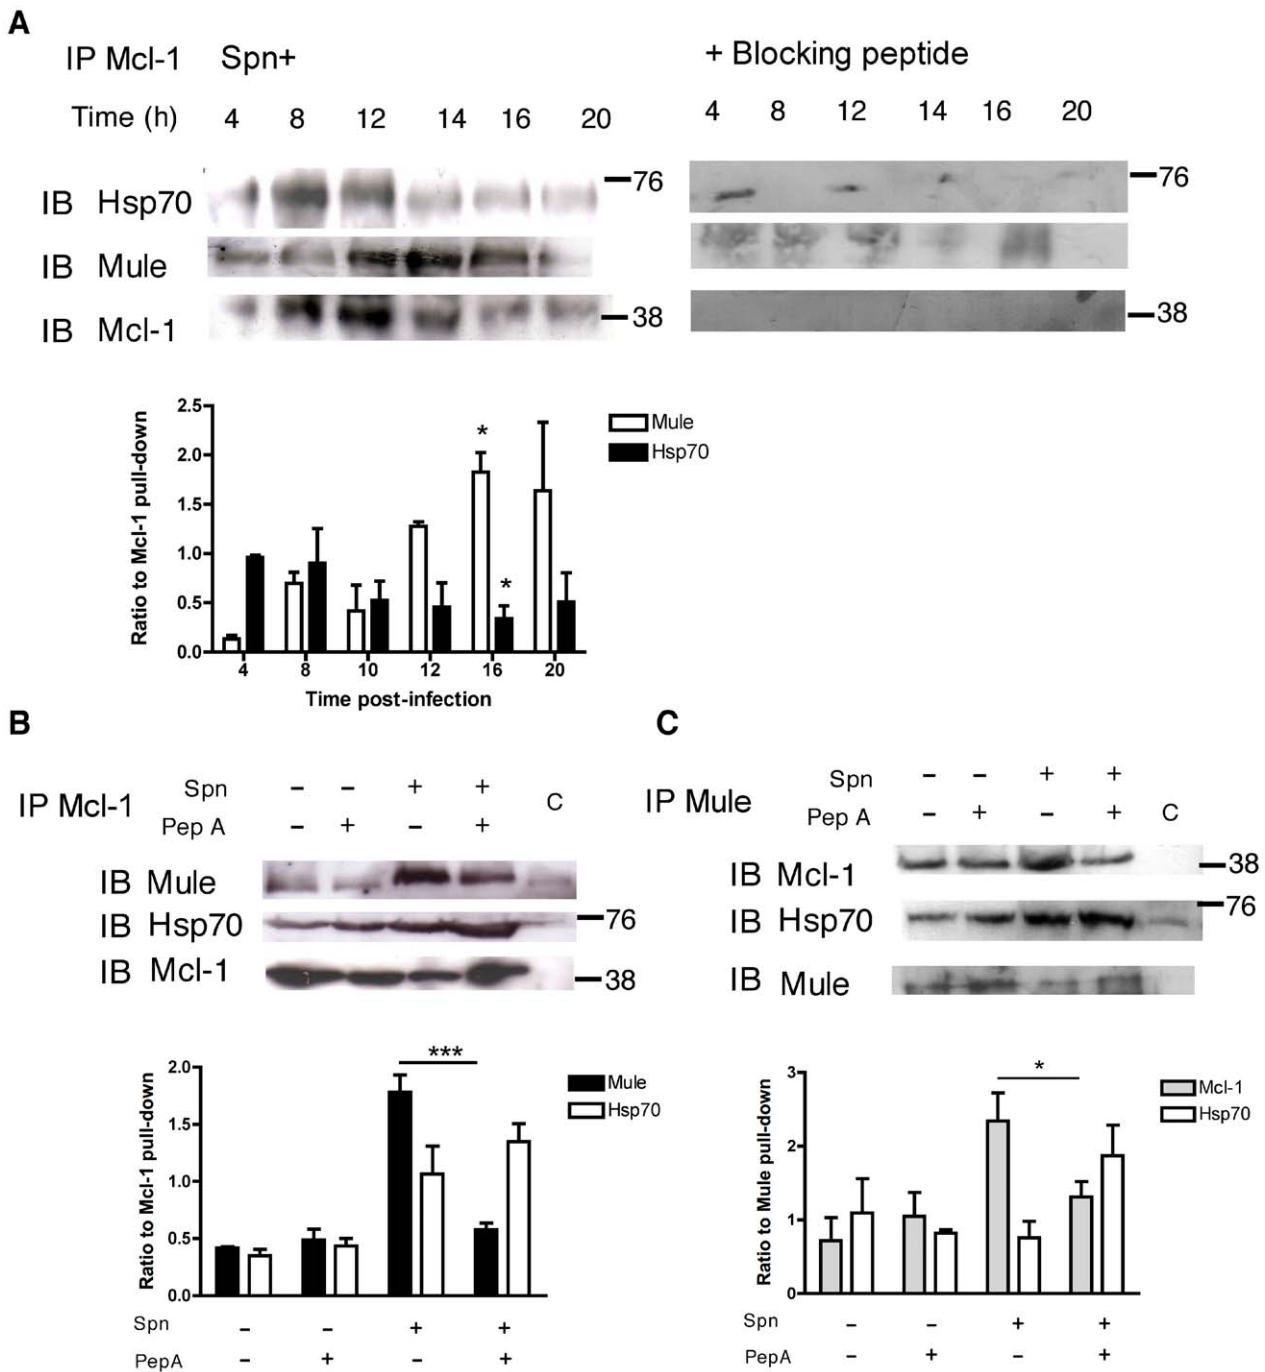 A
IP Mcl-1 Spn+ + Blocking peptide
Time (h) 4 8 12 14 16 20 4 8 12 14 16 20
IB Hsp70 76 76
IB Mule
IB Mcl-1 38 38
Ratio to Mcl-1 pull-down
2.5
2.0
1.5
1.0
0.5
0.0
* *
4 8 10 12 16 20
Time post-infection
Mule
Hsp70
B
IP Mcl-1
Spn – – + + C
Pep A – + – +
IB Mule
IB Hsp70 76
IB Mcl-1 38
Ratio to Mcl-1 pull-down
2.0
1.5
1.0
0.5
0.0
***
Mule
Hsp70
Spn – – + +
PepA – + – +
C
IP Mule
Spn – – + +
Pep A – + – + C
IB Mcl-1 38
IB Hsp70 76
IB Mule
Ratio to Mule pull-down
3
2
1
0
*
Mcl-1
Hsp70
Spn – – + +
PepA – + – +